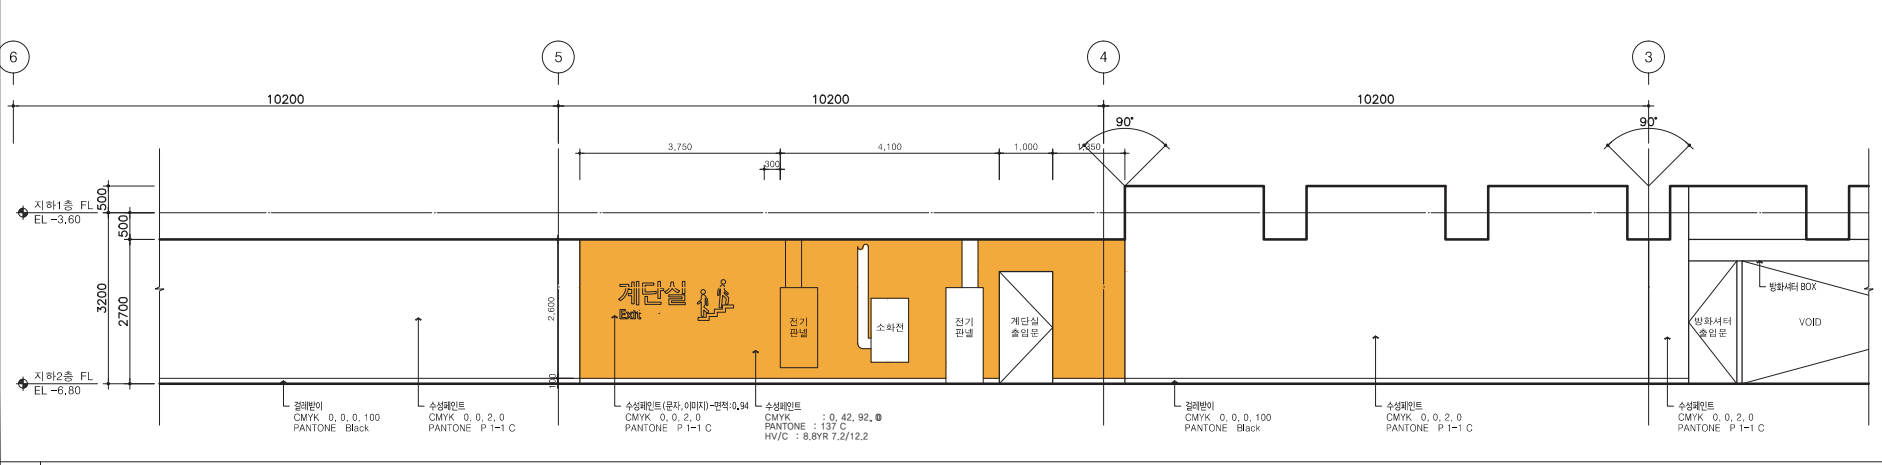 6
5
4
3
10200
10200
10200
90°
90°
3,750
4,100
1,000
1,350
300
500
500
지하1층 FL
EL -3.60
3200
2700
2,600
100
계단실
Exit
전기
판넬
소화전
전기
판넬
계단실
출입문
방화셔터 BOX
방화셔터
출입문
VOID
지하2층 FL
EL -6.80
걸레받이
CMYK 0, 0, 0, 100
PANTONE Black
수성페인트
CMYK 0, 0, 2, 0
PANTONE P 1-1 C
수성페인트(문자, 이미지)-면적:0.94
CMYK 0, 0, 2, 0
PANTONE P 1-1 C
수성페인트
CMYK : 0, 42, 92, 0
PANTONE : 137 C
HV/C : 8.8YR 7.2/12.2
걸레받이
CMYK 0, 0, 0, 100
PANTONE Black
수성페인트
CMYK 0, 0, 2, 0
PANTONE P 1-1 C
수성페인트
CMYK 0, 0, 2, 0
PANTONE P 1-1 C